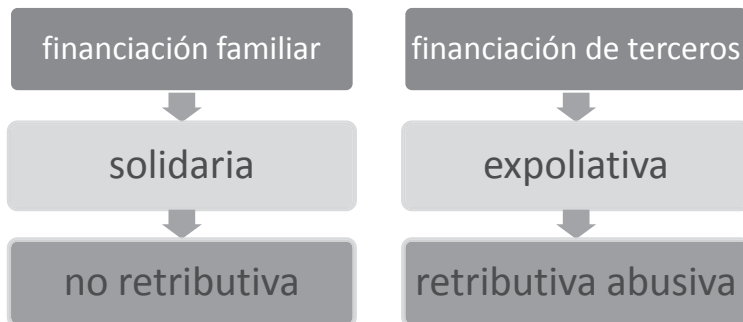 financiación familiar
solidaria
no retributiva
financiación de terceros
expoliativa
retributiva abusiva